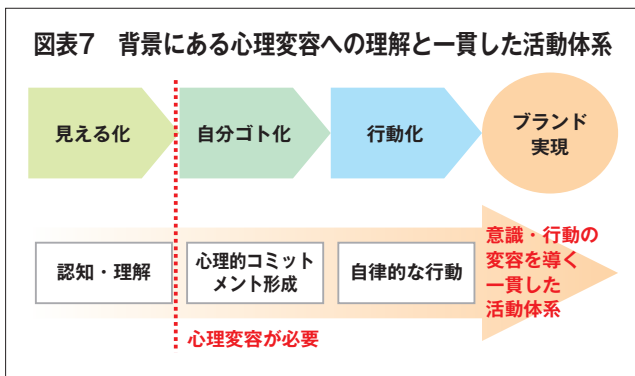 図表7　背景にある心理変容への理解と一貫した活動体系
見える化
自分ゴト化
行動化
ブランド
実現
認知・理解
心理的コミット
メント形成
自律的な行動
意識・行動の
変容を導く
一貫した
活動体系
心理変容が必要